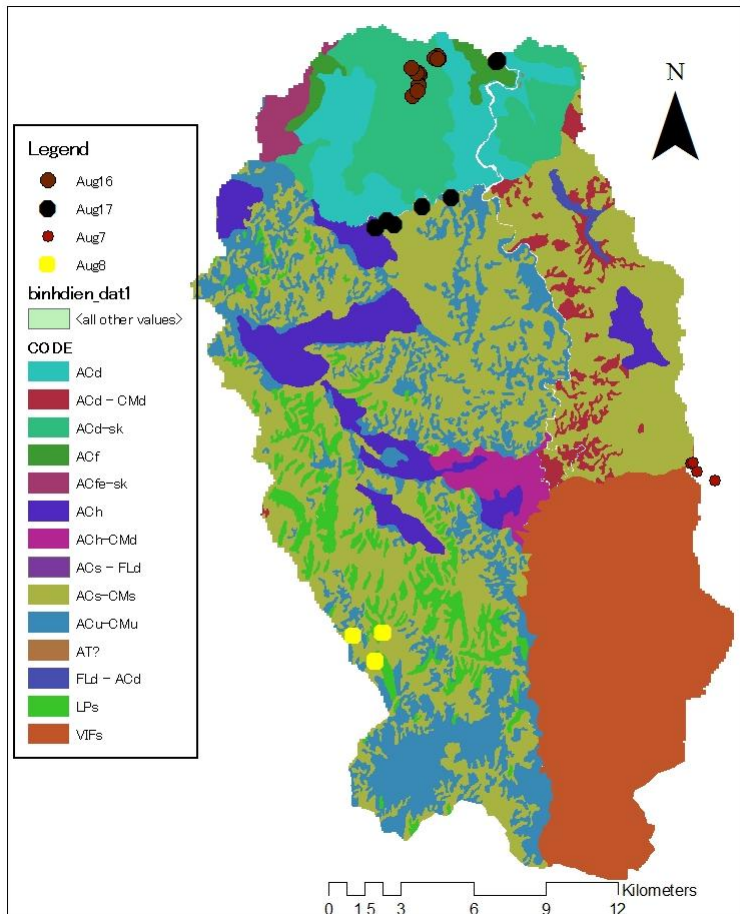 N
Legend
Aug16
Aug17
Aug7
Aug8
binhdien_dat1
<all other values>
CODE
ACd
ACd - CMd
ACd-sk
ACf
ACfe-sk
ACh
ACh-CMd
ACs - FLd
ACs-CMs
ACu-CMu
AT?
FLd - ACd
LPs
VIFs
Kilometers
0 1.5 3 6 9 12